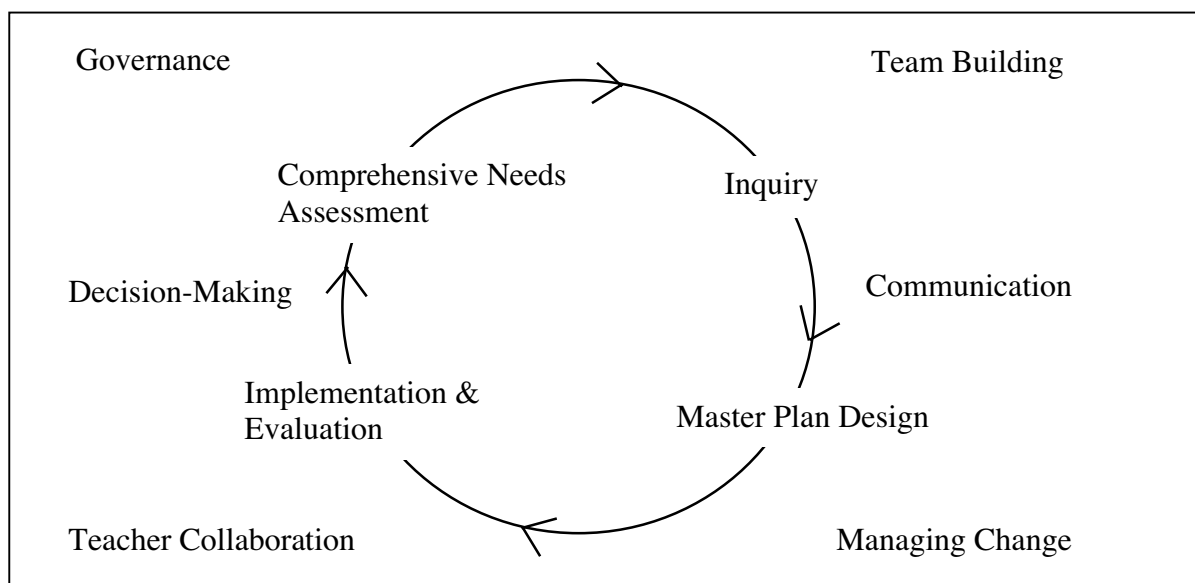 Governance
Team Building
Comprehensive Needs
Assessment
Inquiry
Decision-Making
Communication
Implementation &
Evaluation
Master Plan Design
Teacher Collaboration
Managing Change